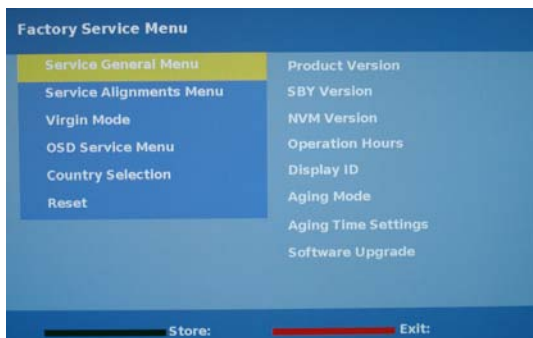 Factory Service Menu
Service General Menu
Service Alignments Menu
Virgin Mode
OSD Service Menu
Country Selection
Reset
Product Version
SBY Version
NVM Version
Operation Hours
Display ID
Aging Mode
Aging Time Settings
Software Upgrade
Store:
Exit: